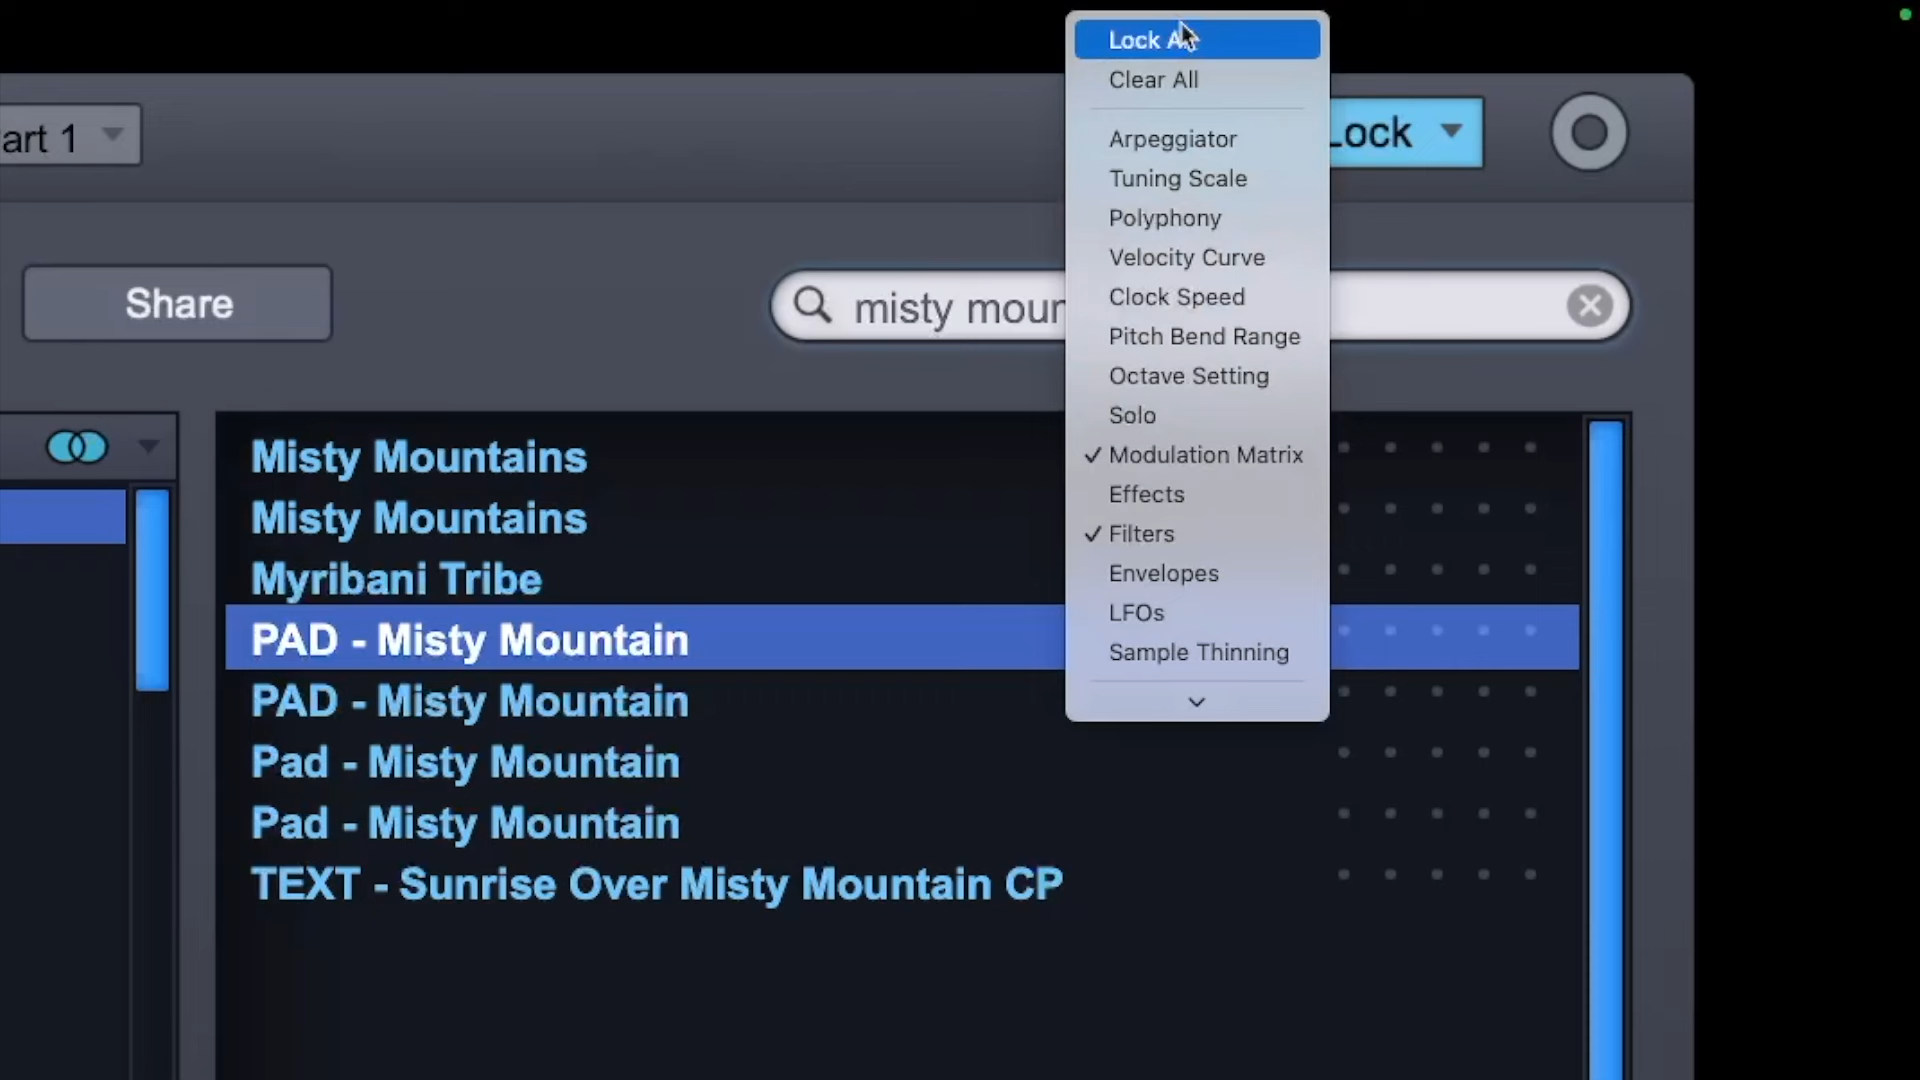 Lock All
Clear All
art 1
Lock
Arpeggiator
Tuning Scale
Polyphony
Velocity Curve
Clock Speed
Pitch Bend Range
Octave Setting
Solo
Modulation Matrix
Effects
Filters
Envelopes
LFOs
Sample Thinning
Share
misty moun
Misty Mountains
Misty Mountains
Myribani Tribe
PAD - Misty Mountain
PAD - Misty Mountain
Pad - Misty Mountain
Pad - Misty Mountain
TEXT - Sunrise Over Misty Mountain CP